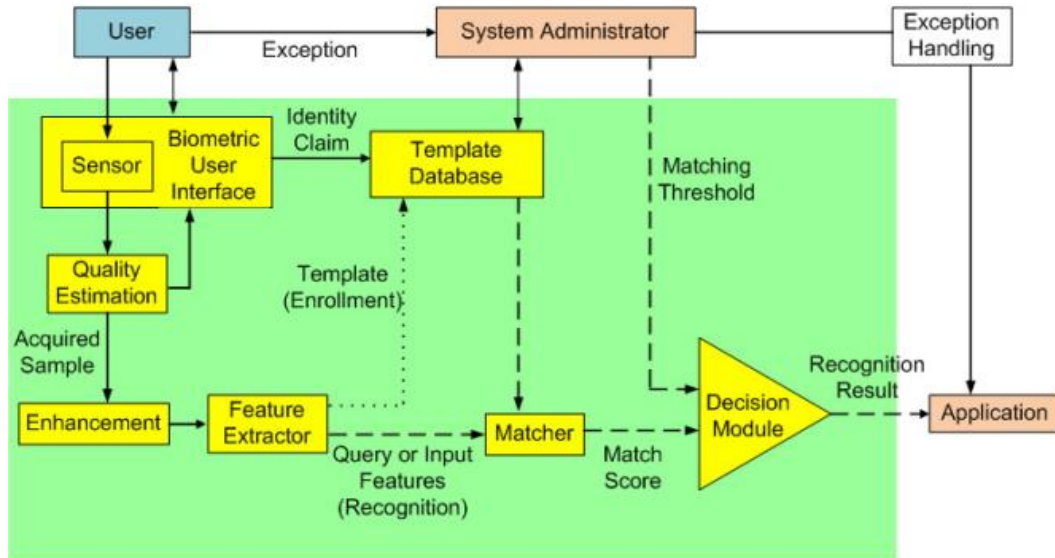 User
Exception
System Administrator
Exception
Handling
Sensor
Biometric
User
Interface
Identity
Claim
Template
Database
Matching
Threshold
Quality
Estimation
Template
(Enrollment)
Acquired
Sample
Enhancement
Feature
Extractor
Query or Input
Features
(Recognition)
Matcher
Match
Score
Decision
Module
Recognition
Result
Application